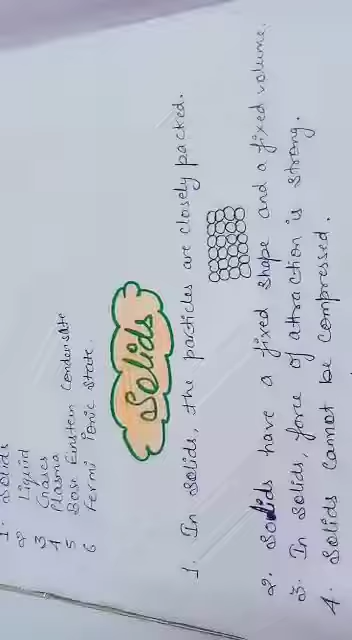 1. Solids
2 Liquid
3 Gases
4 Plasma
5 Bose Einstein Condensate
6 Fermi ionic state.
Solids
1. In solids, the particles are closely packed.
2. Solids have a fixed shape and a fixed volume.
3. In solids, force of attraction is strong.
4. Solids cannot be compressed.